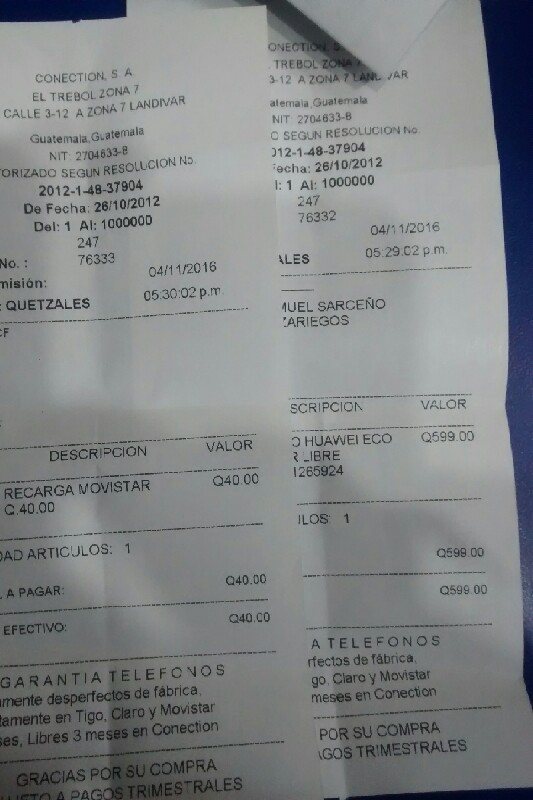 CONECTION, S. A
EL TREBOL ZONA 7
CALLE 3-12 A ZONA 7 LANDIVAR
Guatemala,Guatemala
NIT: 2704633-8
ORIZADO SEGUN RESOLUCION No.
2012-1-48-37904
De Fecha: 26/10/2012
Del: 1 Al: 1000000
247
No. : 76333
misión: 04/11/2016
: QUETZALES 05:30:02 p.m.
CF
DESCRIPCION VALOR
RECARGA MOVISTAR Q40.00
Q.40.00
DAD ARTICULOS: 1
L A PAGAR: Q40.00
EFECTIVO: Q40.00
GARANTIA TELEFONOS
amente desperfectos de fábrica,
tamente en Tigo, Claro y Movistar
ses, Libres 3 meses en Conection
GRACIAS POR SU COMPRA
UJETO A PAGOS TRIMESTRALES
ONECTION, S
TREBOL ZONA
3-12 A ZONA 7 LANDIVAR
atemala,Guatemala
NIT: 2704633-8
O SEGUN RESOLUCION No.
012-1-48-37904
echa: 26/10/2012
l: 1 Al: 1000000
247
76332
04/11/2016
ALES 05:29:02 p.m.
MUEL SARCEÑO
ZARIEGOS
SCRIPCION VALOR
O HUAWEI ECO Q599.00
R LIBRE
1265924
ULOS: 1
Q599.00
Q599.00
A TELEFONOS
rfectos de fábrica,
go, Claro y Movistar
meses en Conection
POR SU COMPRA
AGOS TRIMESTRALES